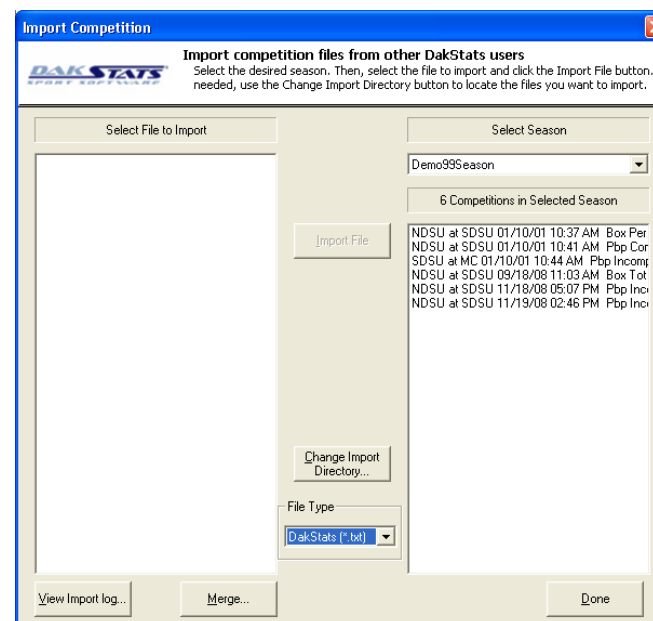 Import Competition
DAKSTATS
SPORT SOFTWARE
Import competition files from other DakStats users
Select the desired season. Then, select the file to import and click the Import File button.
needed, use the Change Import Directory button to locate the files you want to import.
Select File to Import
Select Season
Demo99Season
6 Competitions in Selected Season
Import File
NDSU at SDSU 01/10/01 10:37 AM Box Per
NDSU at SDSU 01/10/01 10:41 AM Pbp Cor
SDSU at MC 01/10/01 10:44 AM Pbp Incomp
NDSU at SDSU 09/18/08 11:03 AM Box Tot
NDSU at SDSU 11/18/08 05:07 PM Pbp Inc
NDSU at SDSU 11/19/08 02:46 PM Pbp Inc
Change Import
Directory...
File Type
DakStats (*.txt)
View Import log...
Merge...
Done